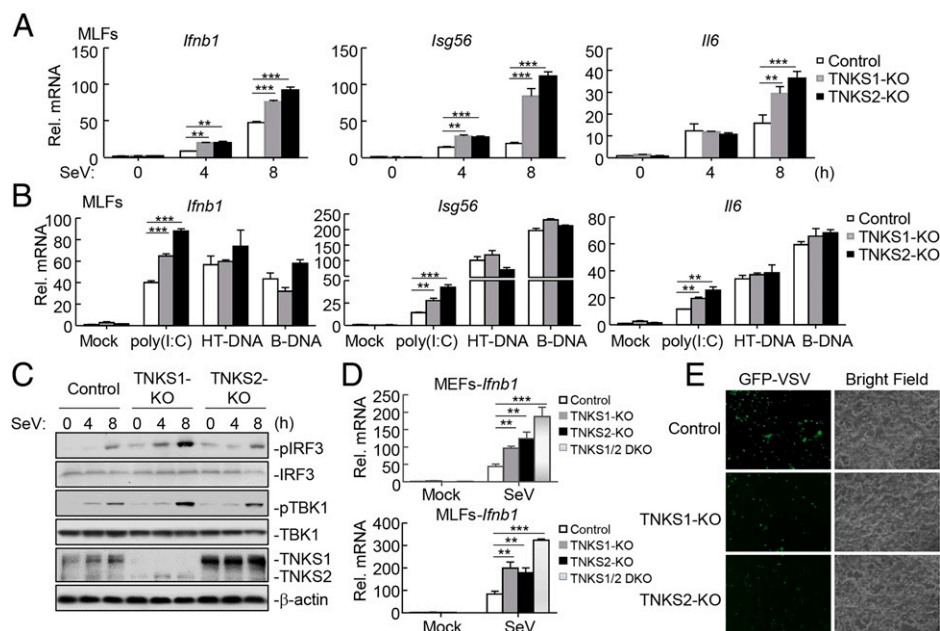 A
MLFs
Ifnb1
Isg56
Il6
Rel. mRNA
150
100
50
0
150
100
50
0
40
30
20
10
0
** ** *** ***
** *** *** ***
** ***
Control
TNKS1-KO
TNKS2-KO
SeV: 0 4 8 0 4 8 0 4 8 (h)
B
MLFs
Ifnb1
Isg56
Il6
Rel. mRNA
100
80
60
40
20
0
250
200
150
100
50
25
0
80
60
40
20
0
*** ***
** ***
** **
Control
TNKS1-KO
TNKS2-KO
Mock poly(I:C) HT-DNA B-DNA Mock poly(I:C) HT-DNA B-DNA Mock poly(I:C) HT-DNA B-DNA
C
Control TNKS1-KO TNKS2-KO
SeV: 0 4 8 0 4 8 0 4 8 (h)
-pIRF3
-IRF3
-pTBK1
-TBK1
-TNKS1
-TNKS2
-β-actin
D
MEFs-Ifnb1
Rel. mRNA
250
200
150
100
50
0
** ** ***
Control
TNKS1-KO
TNKS2-KO
TNKS1/2 DKO
Mock SeV
MLFs-Ifnb1
Rel. mRNA
400
300
200
100
0
** ** ***
Control
TNKS1-KO
TNKS2-KO
TNKS1/2 DKO
Mock SeV
E
GFP-VSV Bright Field
Control
TNKS1-KO
TNKS2-KO